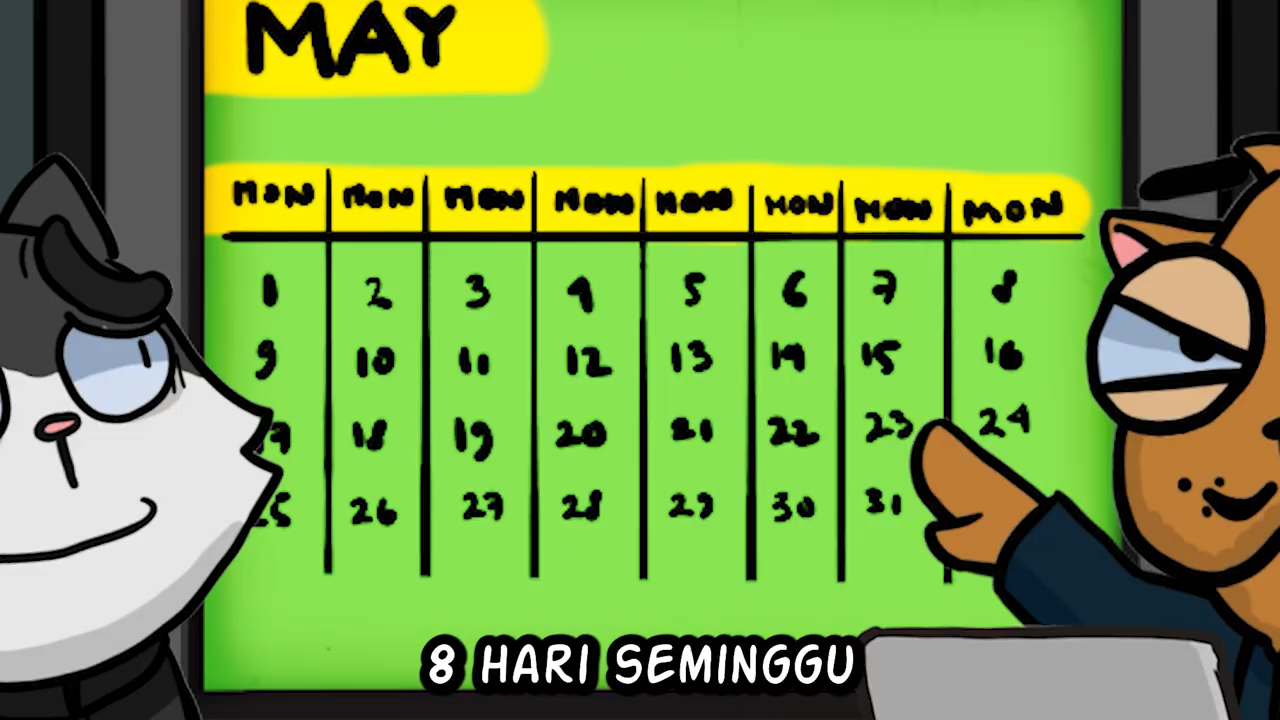 MAY
MON MON MON MON MON MON MON MON
1 2 3 4 5 6 7 8
9 10 11 12 13 14 15 16
18 19 20 21 22 23 24
26 27 28 29 30 31
8 HARI SEMINGGU